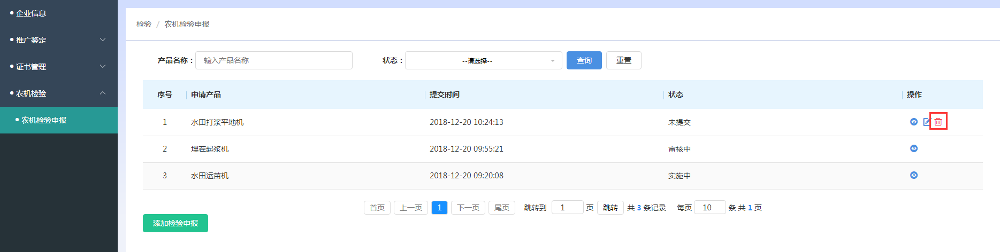 企业信息
推广鉴定
证书管理
农机检验
农机检验申报
检验 / 农机检验申报
产品名称： 输入产品名称 状态： --请选择-- 查询 重置
序号 申请产品 提交时间 状态 操作
1 水田打浆平地机 2018-12-20 10:24:13 未提交
2 埋茬起浆机 2018-12-20 09:55:21 审核中
3 水田运苗机 2018-12-20 09:20:08 实施中
首页 上一页 1 下一页 尾页 跳转到 1 页 跳转 共 3 条记录 每页 10 条 共 1 页
添加检验申报